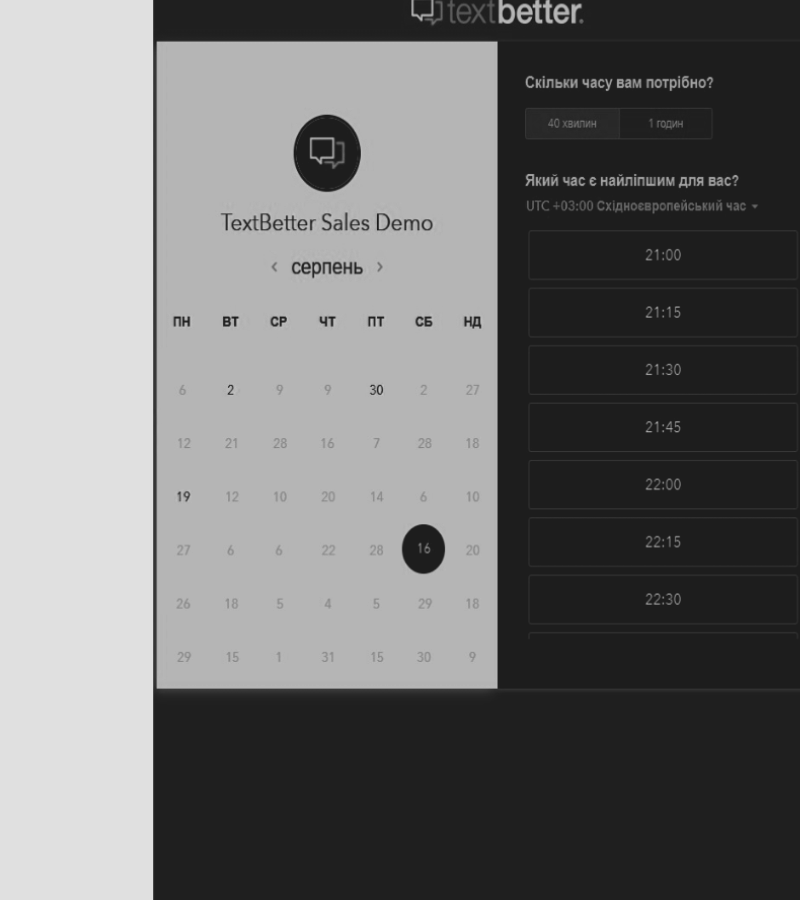 textbetter.
TextBetter Sales Demo
серпень
ПН ВТ СР ЧТ ПТ СБ НД
6 2 9 9 30 2 27
12 21 28 16 7 28 18
19 12 10 20 14 6 10
27 6 6 22 28 16 20
26 18 5 4 5 29 18
29 15 1 31 15 30 9
Скільки часу вам потрібно?
40 хвилин 1 годин
Який час є найліпшим для вас?
UTC +03:00 Східноєвропейський час
21:00
21:15
21:30
21:45
22:00
22:15
22:30